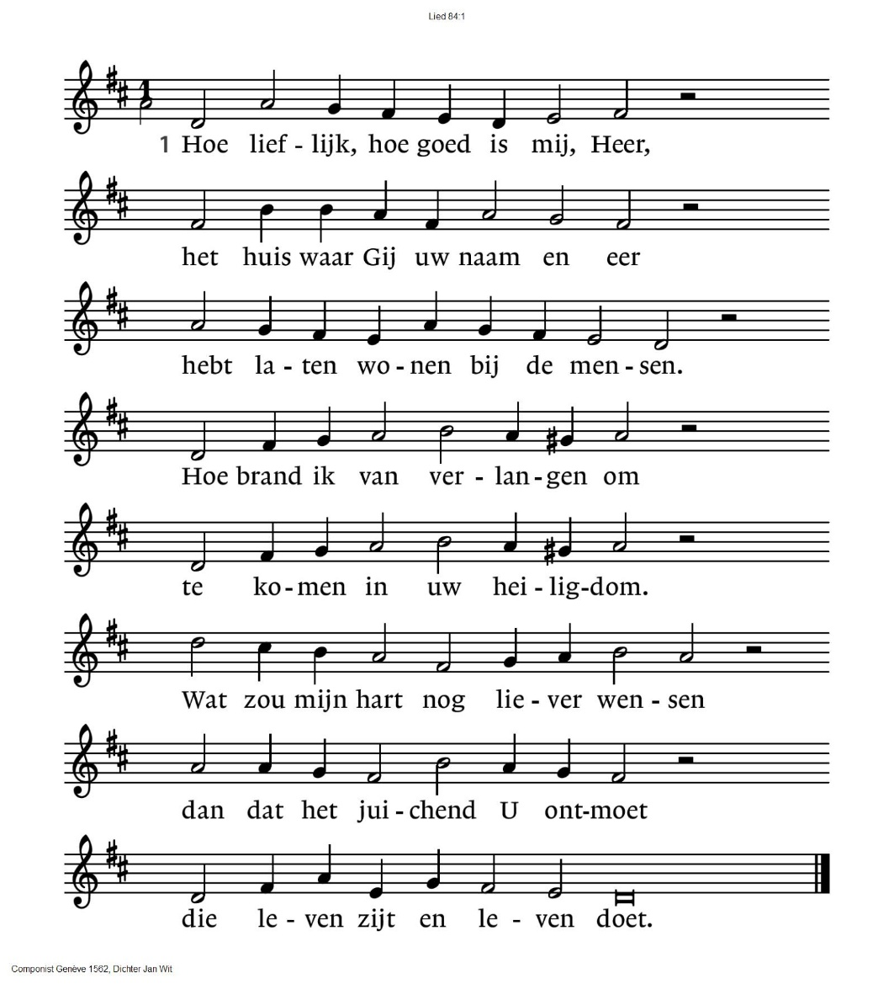 Lied 84:1
1
1 Hoe lief - lijk, hoe goed is mij, Heer,
het huis waar Gij uw naam en eer
hebt la - ten wo - nen bij de men - sen.
Hoe brand ik van ver - lan - gen om
te ko - men in uw hei - lig - dom.
Wat zou mijn hart nog lie - ver wen - sen
dan dat het jui - chend U ont - moet
die le - ven zijt en le - ven doet.
Componist Genève 1562, Dichter Jan Wit